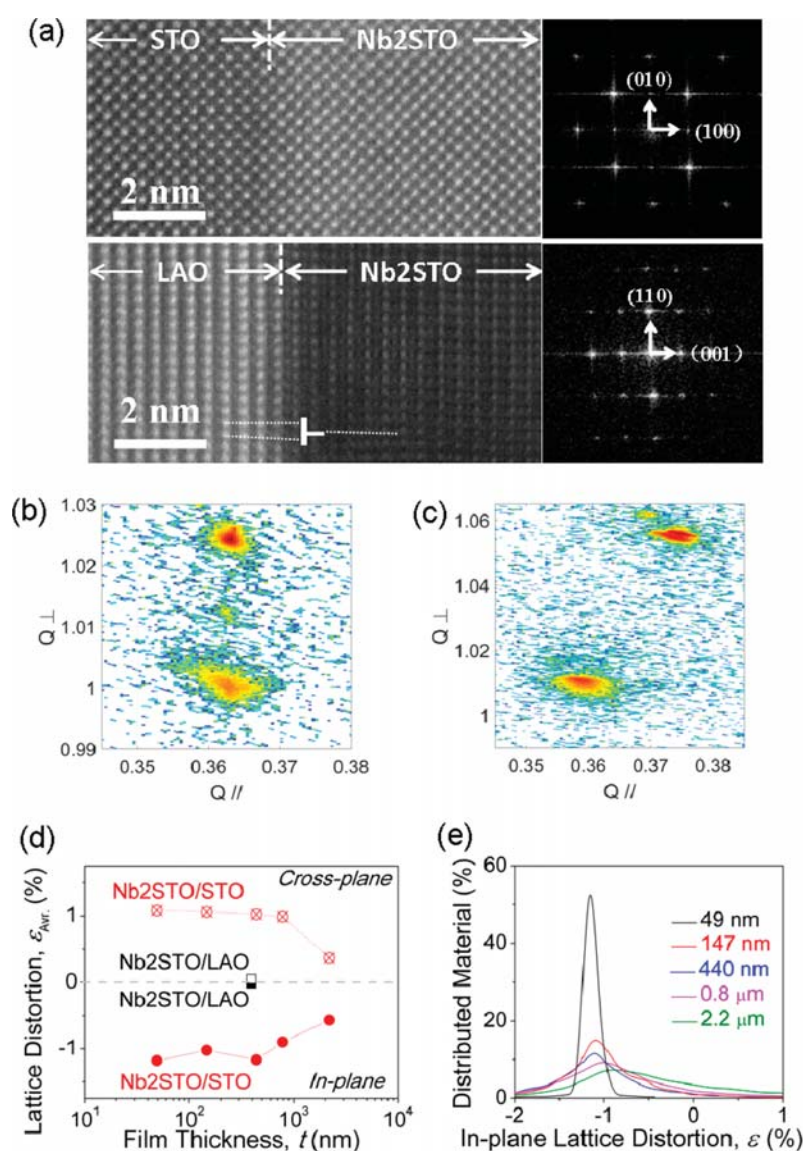 (a)
STO Nb2STO
2 nm
(010)
(100)
LAO Nb2STO
2 nm
(110)
(001)
(b)
1.03
1.02
1.01
1
0.99
Q⊥
0.35 0.36 0.37 0.38
Q //
(c)
1.06
1.04
1.02
1
Q⊥
0.35 0.36 0.37 0.38
Q //
(d)
Lattice Distortion, εAvr. (%)
1
0
-1
Cross-plane
Nb2STO/STO
Nb2STO/LAO
Nb2STO/LAO
Nb2STO/STO
In-plane
10¹ 10² 10³ 10⁴
Film Thickness, t (nm)
(e)
Distributed Material (%)
60
40
20
0
49 nm
147 nm
440 nm
0.8 μm
2.2 μm
-2 -1 0 1
In-plane Lattice Distortion, ε (%)